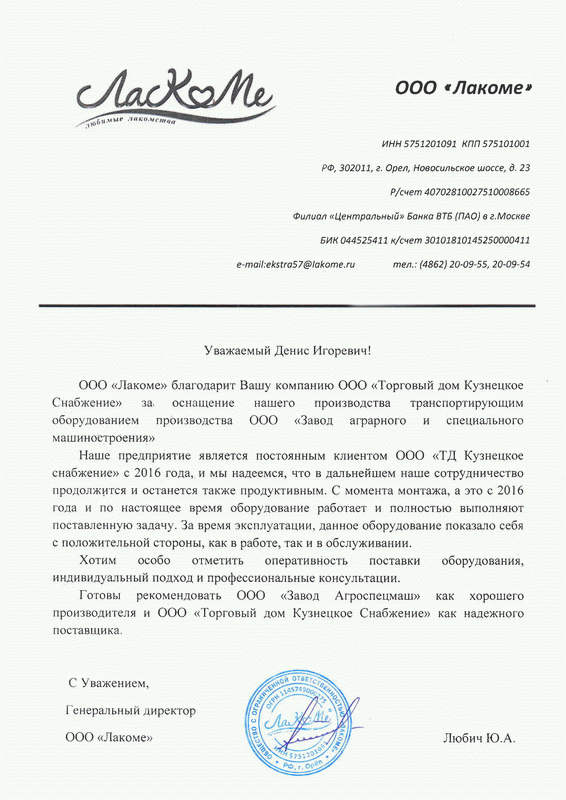 ЛаКоМе
любимые лакомства
ООО «Лакоме»
ИНН 5751201091 КПП 575101001
РФ, 302011, г. Орел, Новосильское шоссе, д. 23
Р/счет 40702810027510008665
Филиал «Центральный» Банка ВТБ (ПАО) в г.Москве
БИК 044525411 к/счет 30101810145250000411
e-mail:ekstra57@lakome.ru тел.: (4862) 20-09-55, 20-09-54
Уважаемый Денис Игоревич!
ООО «Лакоме» благодарит Вашу компанию ООО «Торговый дом Кузнецкое
Снабжение» за оснащение нашего производства транспортирующим
оборудованием производства ООО «Завод аграрного и специального
машиностроения»
Наше предприятие является постоянным клиентом ООО «ТД Кузнецкое
снабжение» с 2016 года, и мы надеемся, что в дальнейшем наше сотрудничество
продолжится и останется также продуктивным. С момента монтажа, а это с 2016
года и по настоящее время оборудование работает и полностью выполняют
поставленную задачу. За время эксплуатации, данное оборудование показало себя
с положительной стороны, как в работе, так и в обслуживании.
Хотим особо отметить оперативность поставки оборудования,
индивидуальный подход и профессиональные консультации.
Готовы рекомендовать ООО «Завод Агроспецмаш» как хорошего
производителя и ООО «Торговый дом Кузнецкое Снабжение» как надежного
поставщика.
С Уважением,
Генеральный директор
ООО «Лакоме»
Любич Ю.А.
ОБЩЕСТВО С ОГРАНИЧЕННОЙ ОТВЕТСТВЕННОСТЬЮ «ЛАКОМЕ»
ОГРН
ЛаКоМе
ИНН 5751201091
РФ, г. Орёл